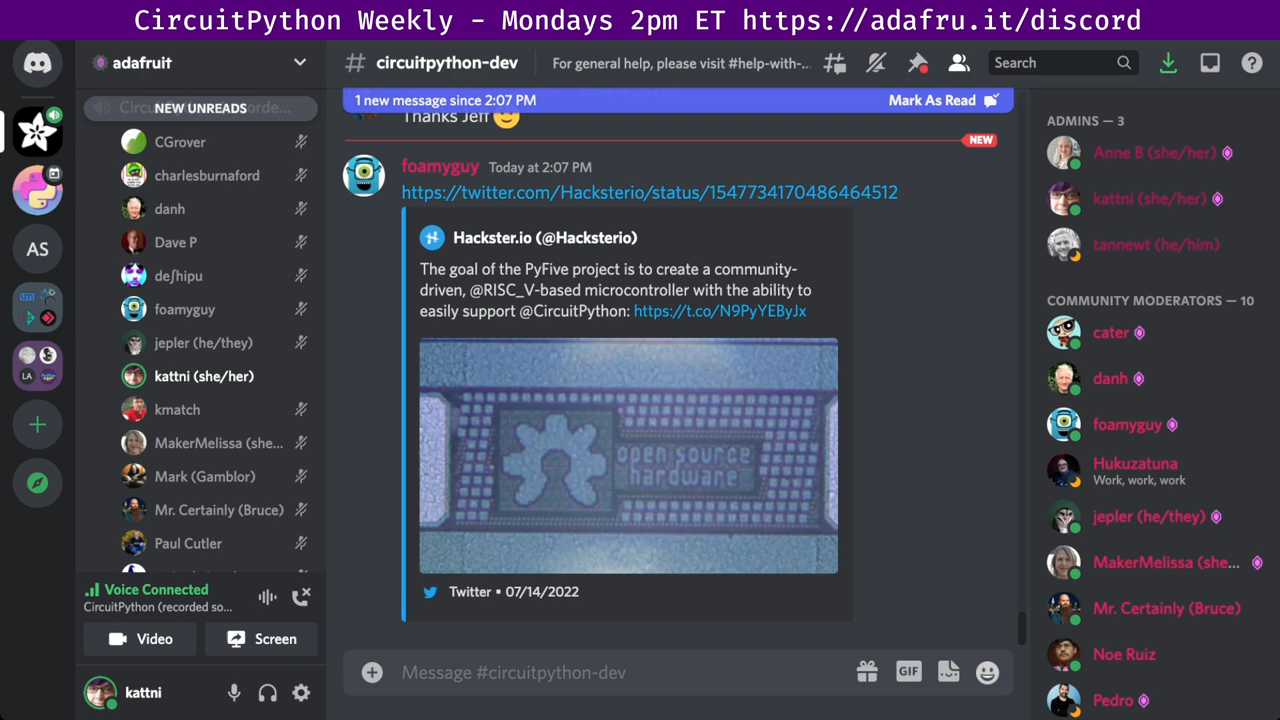 CircuitPython Weekly - Mondays 2pm ET https://adafru.it/discord
adafruit
NEW UNREADS
CGrover
charlesburnaford
danh
Dave P
deʃhipu
foamyguy
jepler (he/they)
kattni (she/her)
kmatch
MakerMelissa (she...
Mark (Gamblor)
Mr. Certainly (Bruce)
Paul Cutler
AS
LA
Voice Connected
CircuitPython (recorded so...
Video
Screen
kattni
# circuitpython-dev
For general help, please visit #help-with-...
Search
1 new message since 2:07 PM
Mark As Read
Thanks Jeff
NEW
foamyguy Today at 2:07 PM
https://twitter.com/Hacksterio/status/1547734170486464512
Hackster.io (@Hacksterio)
The goal of the PyFive project is to create a community-
driven, @RISC_V-based microcontroller with the ability to
easily support @CircuitPython: https://t.co/N9PyYEByJx
open source
hardware
Twitter • 07/14/2022
Message #circuitpython-dev
GIF
ADMINS — 3
Anne B (she/her)
kattni (she/her)
tannewt (he/him)
COMMUNITY MODERATORS — 10
cater
danh
foamyguy
Hukuzatuna
Work, work, work
jepler (he/they)
MakerMelissa (she...
Mr. Certainly (Bruce)
Noe Ruiz
Pedro